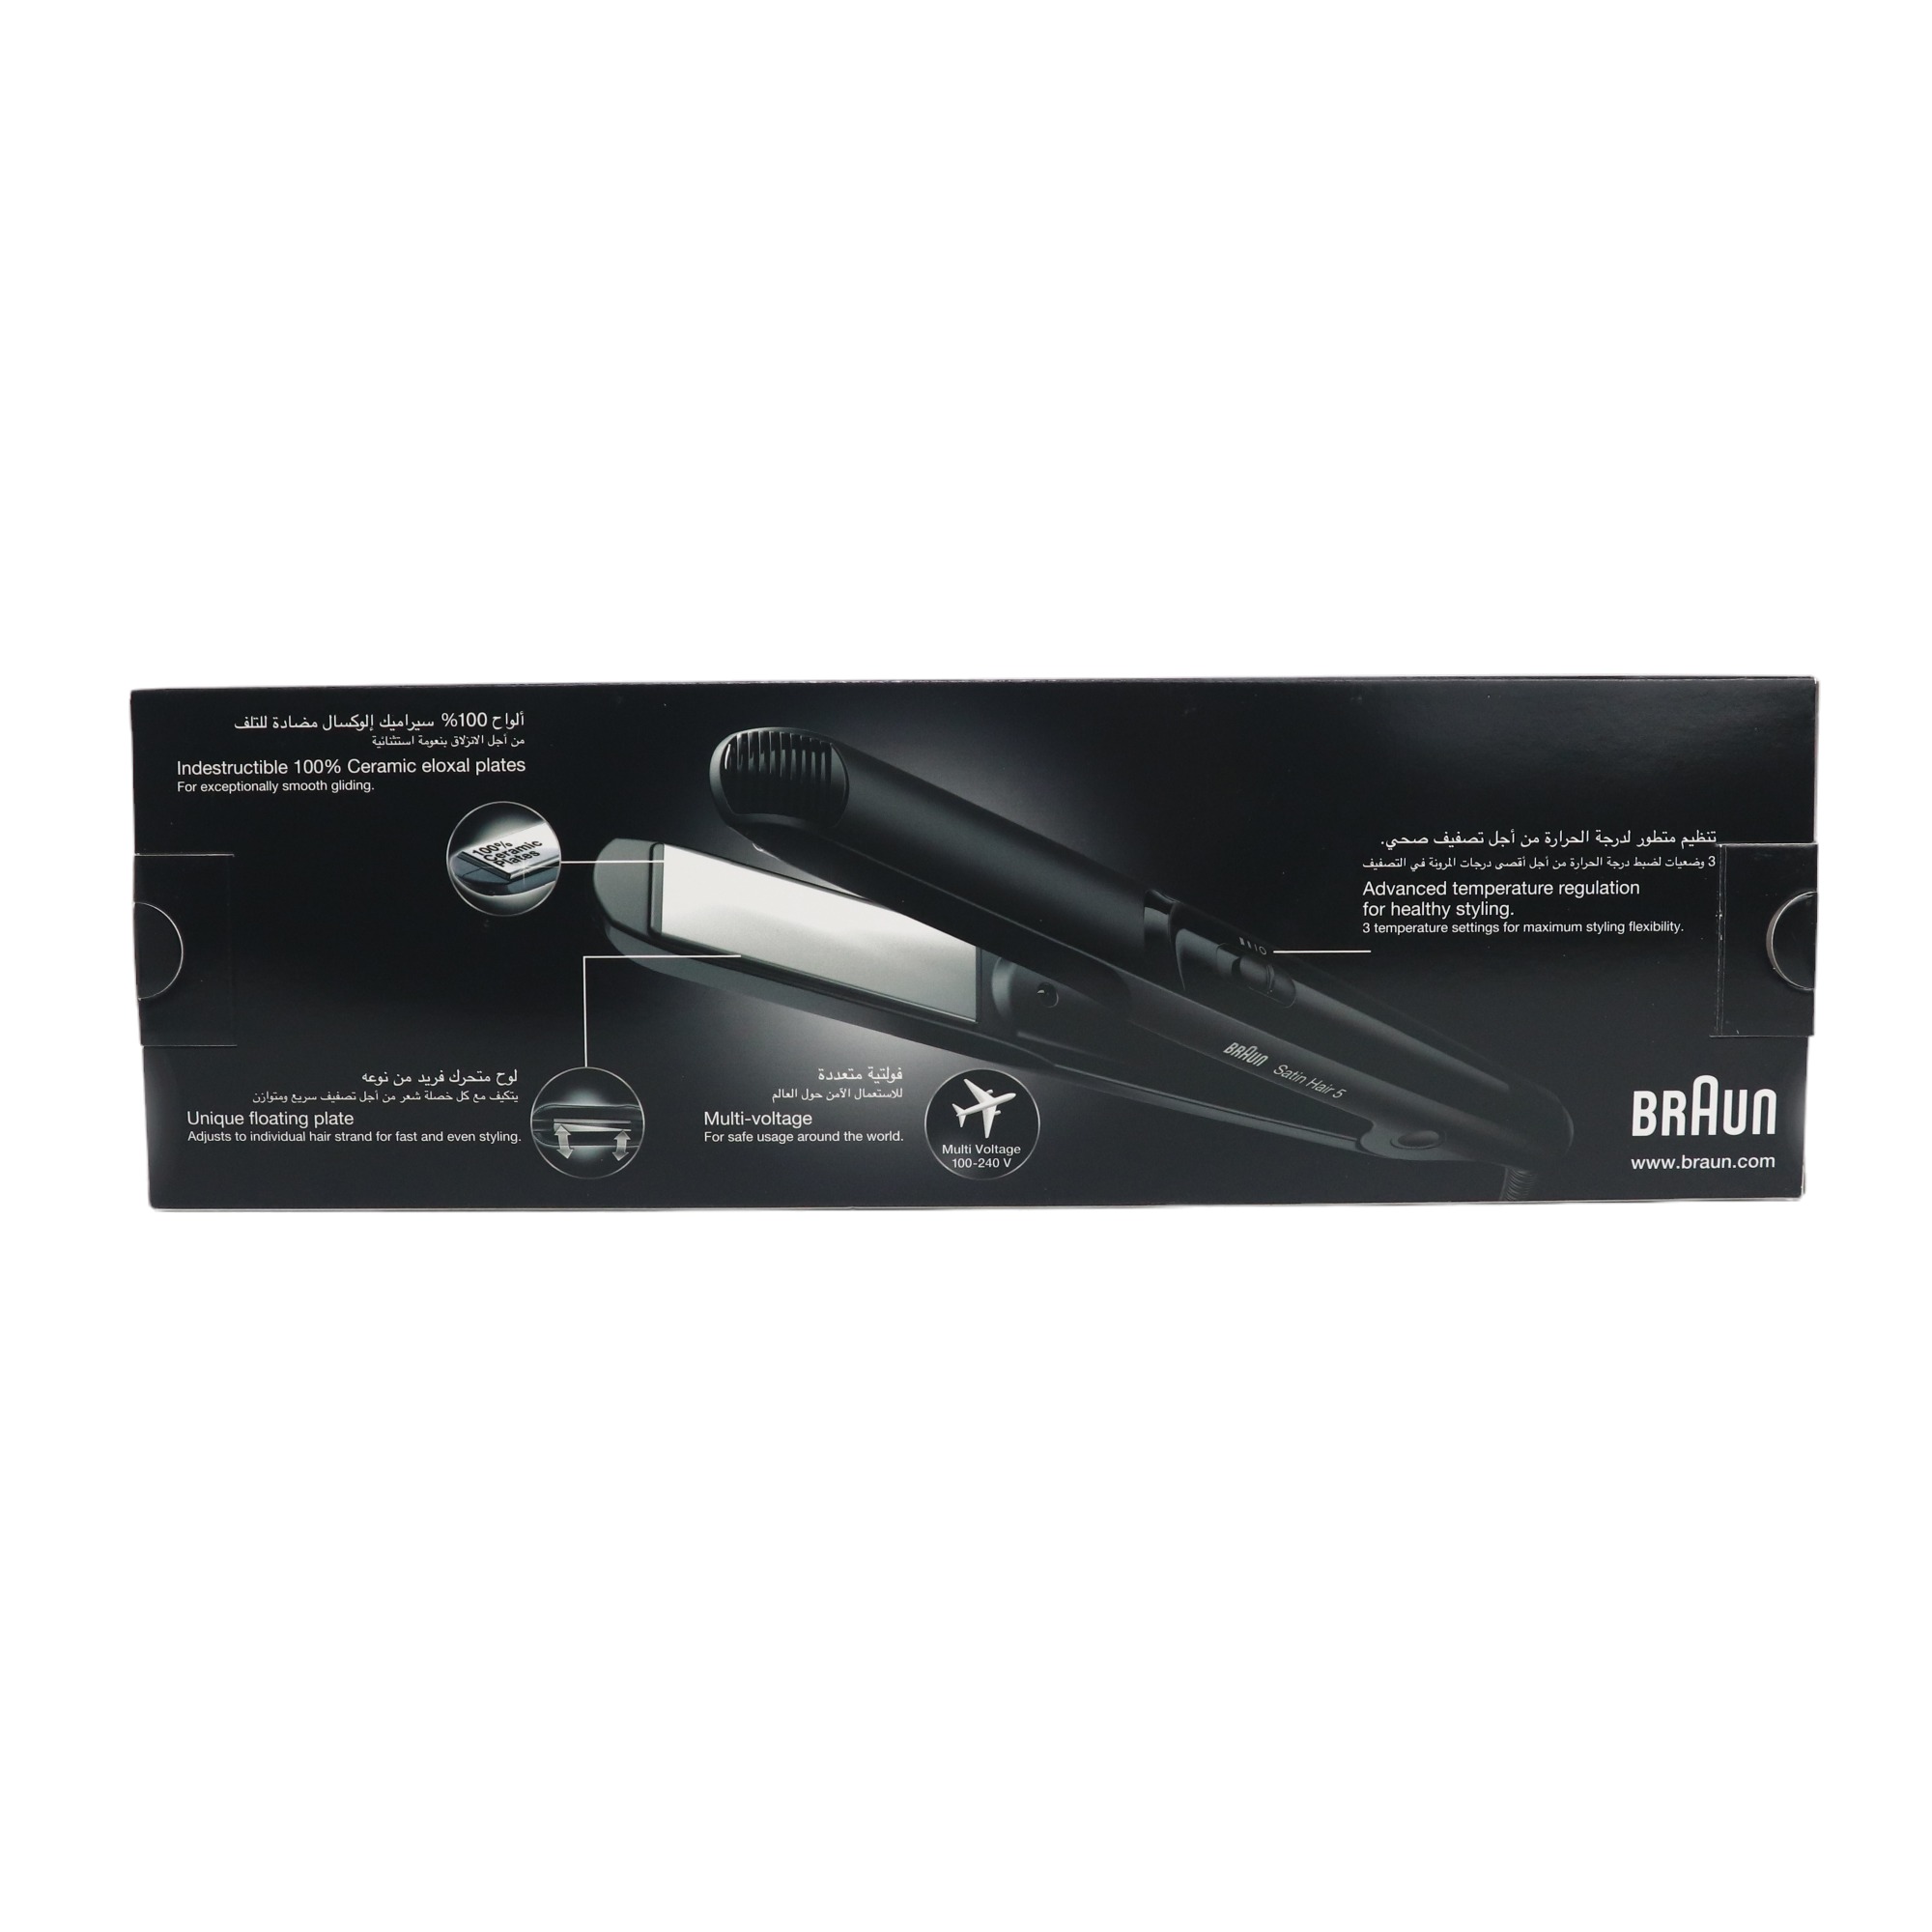 ألواح 100% سيراميك إلوكسال مضادة للتلف
من أجل الانزلاق بنعومة استثنائية
Indestructible 100% Ceramic eloxal plates
For exceptionally smooth gliding.
100%
Ceramic
Plates
تنظيم متطور لدرجة الحرارة من أجل تصفيف صحي.
3 وضعيات لضبط درجة الحرارة من أجل أقصى درجات المرونة في التصفيف
Advanced temperature regulation
for healthy styling.
3 temperature settings for maximum styling flexibility.
BRAUN Satin Hair 5
لوح متحرك فريد من نوعه
يتكيف مع كل خصلة شعر من أجل تصفيف سريع ومتوازن
Unique floating plate
Adjusts to individual hair strand for fast and even styling.
فولتية متعددة
للاستعمال الآمن حول العالم
Multi-voltage
For safe usage around the world.
Multi Voltage
100-240 V
BRAUN
www.braun.com